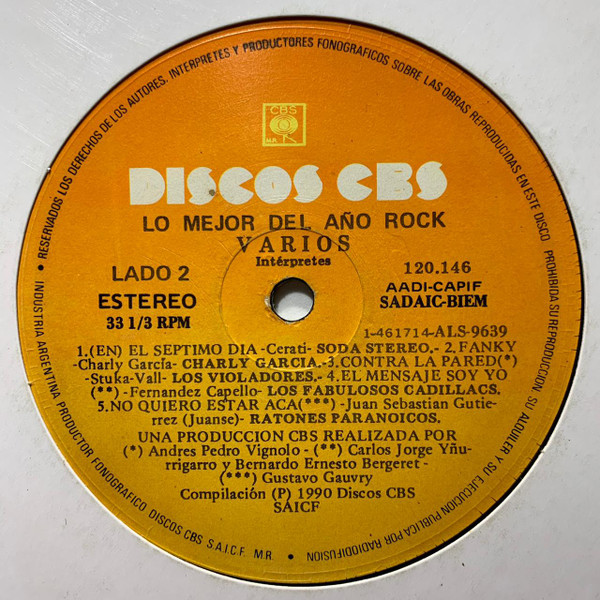 RESERVADOS LOS DERECHOS DE LOS AUTORES, INTERPRETES Y PRODUCTORES FONOGRAFICOS SOBRE LAS OBRAS REPRODUCIDAS EN ESTE DISCO PROHIBIDA SU REPRODUCCION, SU ALQUILER Y SU EJECUCION PUBLICA POR RADIODIFUSION
CBS
M.R.
DISCOS CBS
LO MEJOR DEL AÑO ROCK
VARIOS
Intérpretes
LADO 2
120.146
ESTEREO
AADI-CAPIF
SADAIC-BIEM
33 1/3 RPM
1-461714-ALS-9639
1.(EN) EL SEPTIMO DIA -Cerati- SODA STEREO.- 2.FANKY
-Charly García- CHARLY GARCIA.-3.CONTRA LA PARED(*)
-Stuka-Vall- LOS VIOLADORES.- 4.EL MENSAJE SOY YO
(**) -Fernandez Capello- LOS FABULOSOS CADILLACS.
5.NO QUIERO ESTAR ACA(***) -Juan Sebastian Gutie-
rrez (Juanse)- RATONES PARANOICOS.
UNA PRODUCCION CBS REALIZADA POR
(*) Andres Pedro Vignolo - (**) Carlos Jorge Yñu-
rrigarro y Bernardo Ernesto Bergeret -
(***) Gustavo Gauvry
Compilación (P) 1990 Discos CBS
SAICF
INDUSTRIA ARGENTINA PRODUCTOR FONOGRAFICO DISCOS CBS S.A.I.C.F. M.R.